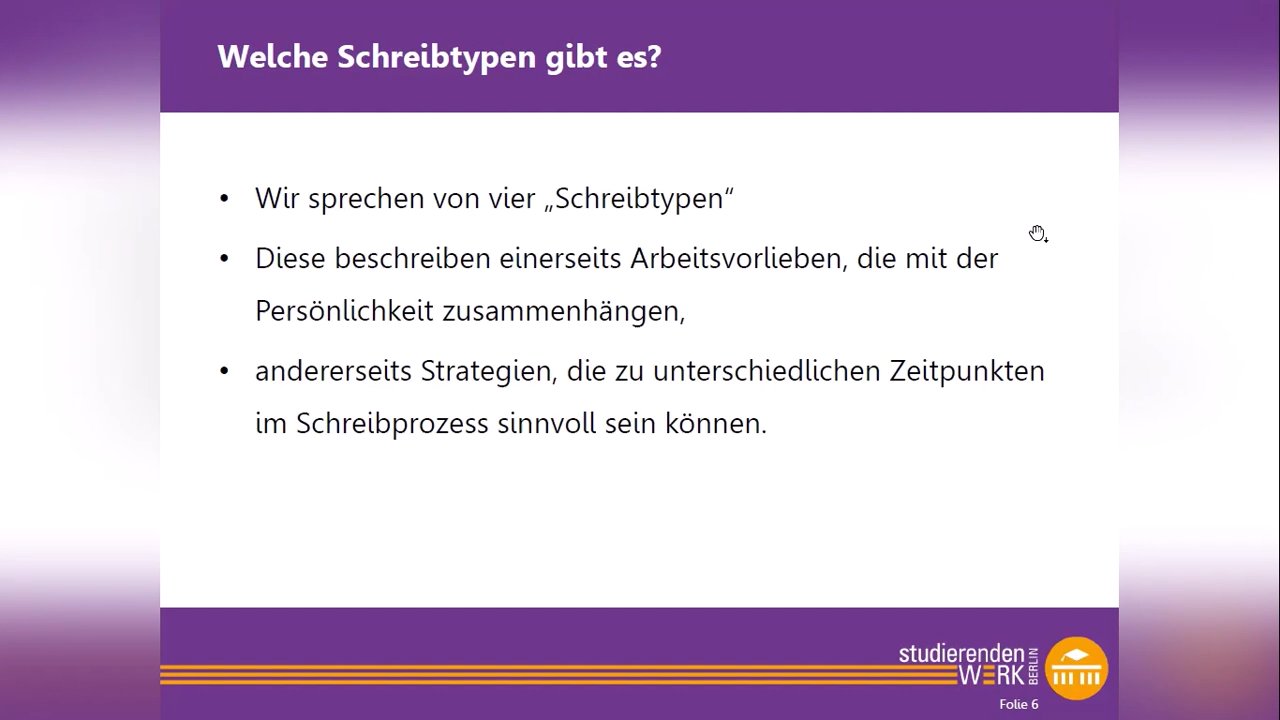 Welche Schreibtypen gibt es?
• Wir sprechen von vier „Schreibtypen“
• Diese beschreiben einerseits Arbeitsvorlieben, die mit der
Persönlichkeit zusammenhängen,
• andererseits Strategien, die zu unterschiedlichen Zeitpunkten
im Schreibprozess sinnvoll sein können.
studierenden
WERK
BERLIN
Folie 6